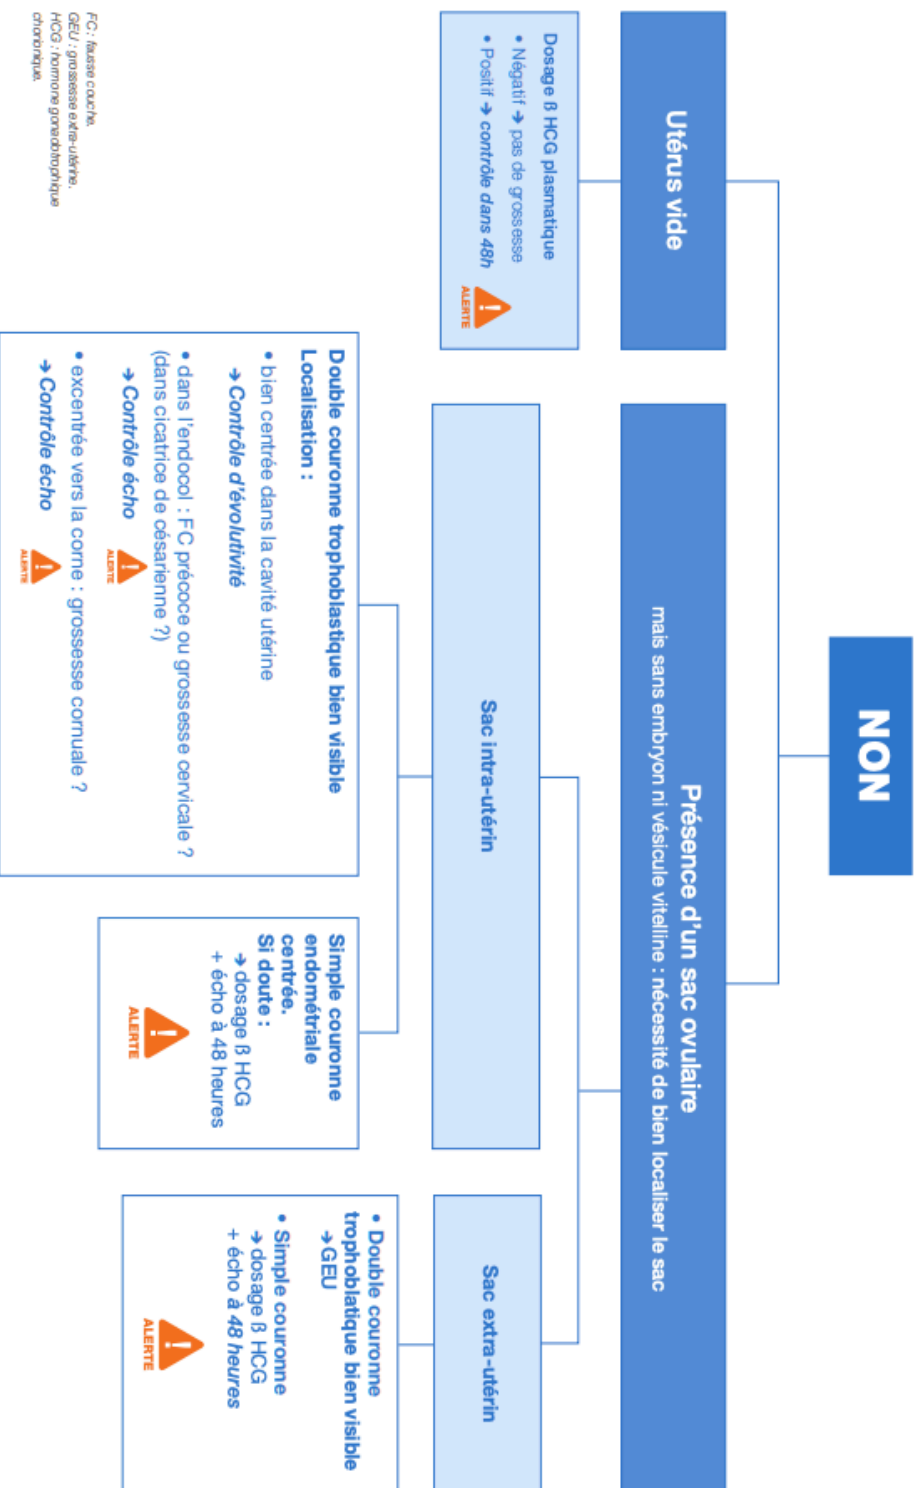 NON
Utérus vide
Dosage β HCG plasmatique
• Négatif → pas de grossesse
• Positif → contrôle dans 48h
ALERTE
Présence d'un sac ovulaire
mais sans embryon ni vésicule vitelline : nécessité de bien localiser le sac
Sac intra-utérin
Double couronne trophoblastique bien visible
Localisation :
• bien centrée dans la cavité utérine
→ Contrôle d'évolutivité
• dans l'endocol : FC précoce ou grossesse cervicale ?
(dans cicatrice de césarienne ?)
→ Contrôle écho
ALERTE
• excentrée vers la corne : grossesse cornuale ?
→ Contrôle écho
ALERTE
Simple couronne
endométriale
centrée.
Si doute :
→ dosage β HCG
+ écho à 48 heures
ALERTE
Sac extra-utérin
• Double couronne
trophoblatique bien visible
→ GEU
• Simple couronne
→ dosage β HCG
+ écho à 48 heures
ALERTE
FC : fausse couche.
GEU : grossesse extra-utérine.
HCG : hormone gonadotrophique
chorionique.